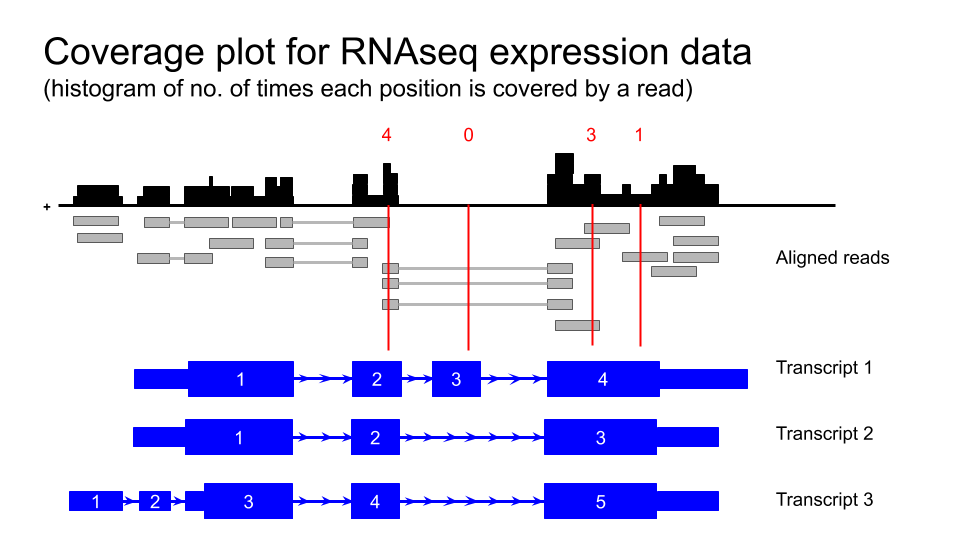 Coverage plot for RNAseq expression data
(histogram of no. of times each position is covered by a read)
4 0 3 1
+
Aligned reads
1 2 3 4 Transcript 1
1 2 3 Transcript 2
1 2 3 4 5 Transcript 3